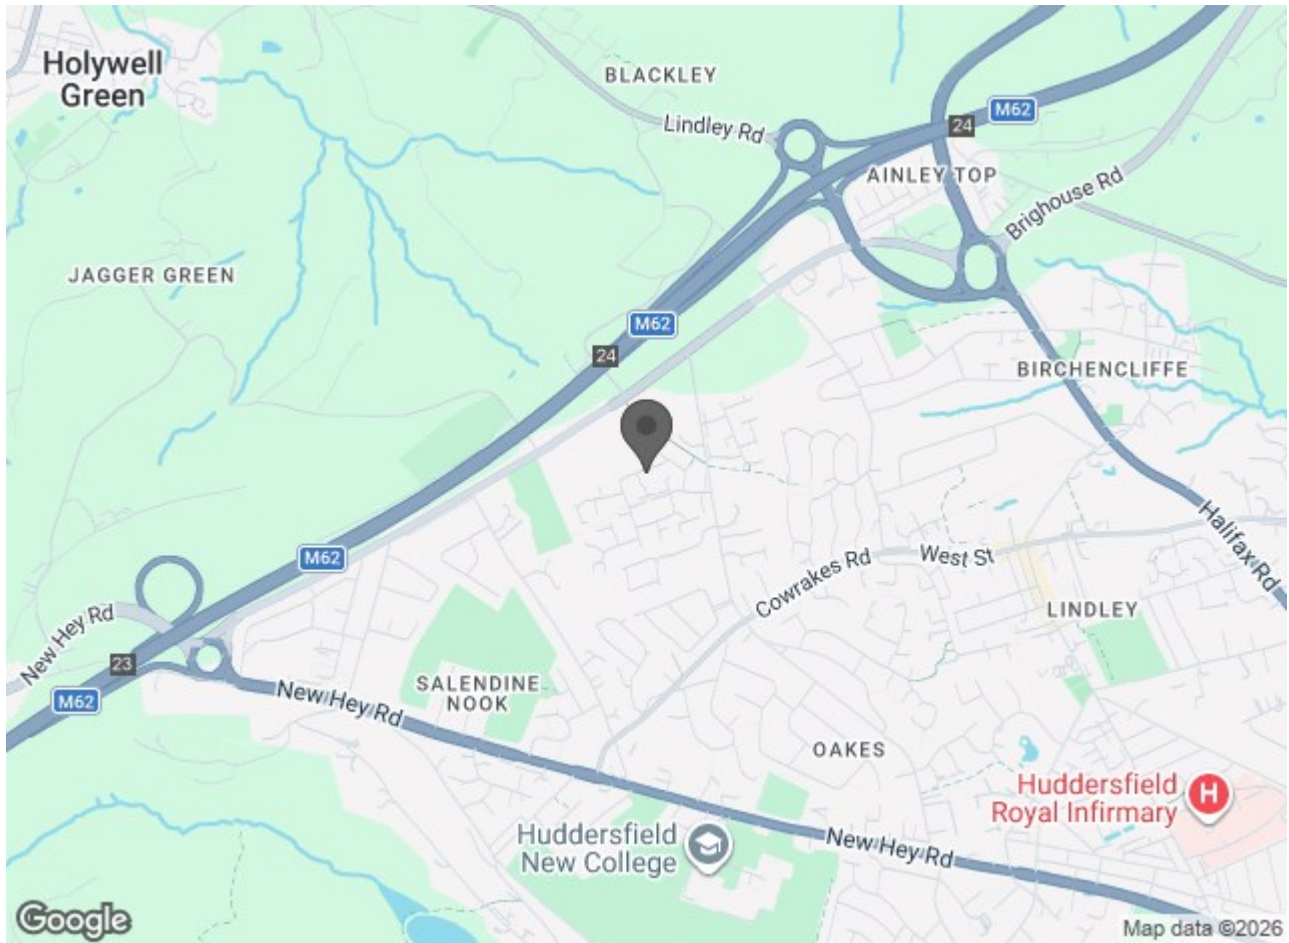 Holywell
Green
BLACKLEY
Lindley Rd
M62
24
AINLEY TOP
Brighouse Rd
JAGGER GREEN
M62
24
BIRCHENCLIFFE
Halifax Rd
M62
Cowrakes Rd
West St
LINDLEY
New Hey Rd
23
M62
New Hey Rd
SALENDINE
NOOK
OAKES
Huddersfield
Royal Infirmary
H
Huddersfield
New College
New Hey Rd
Google
Map data ©2026